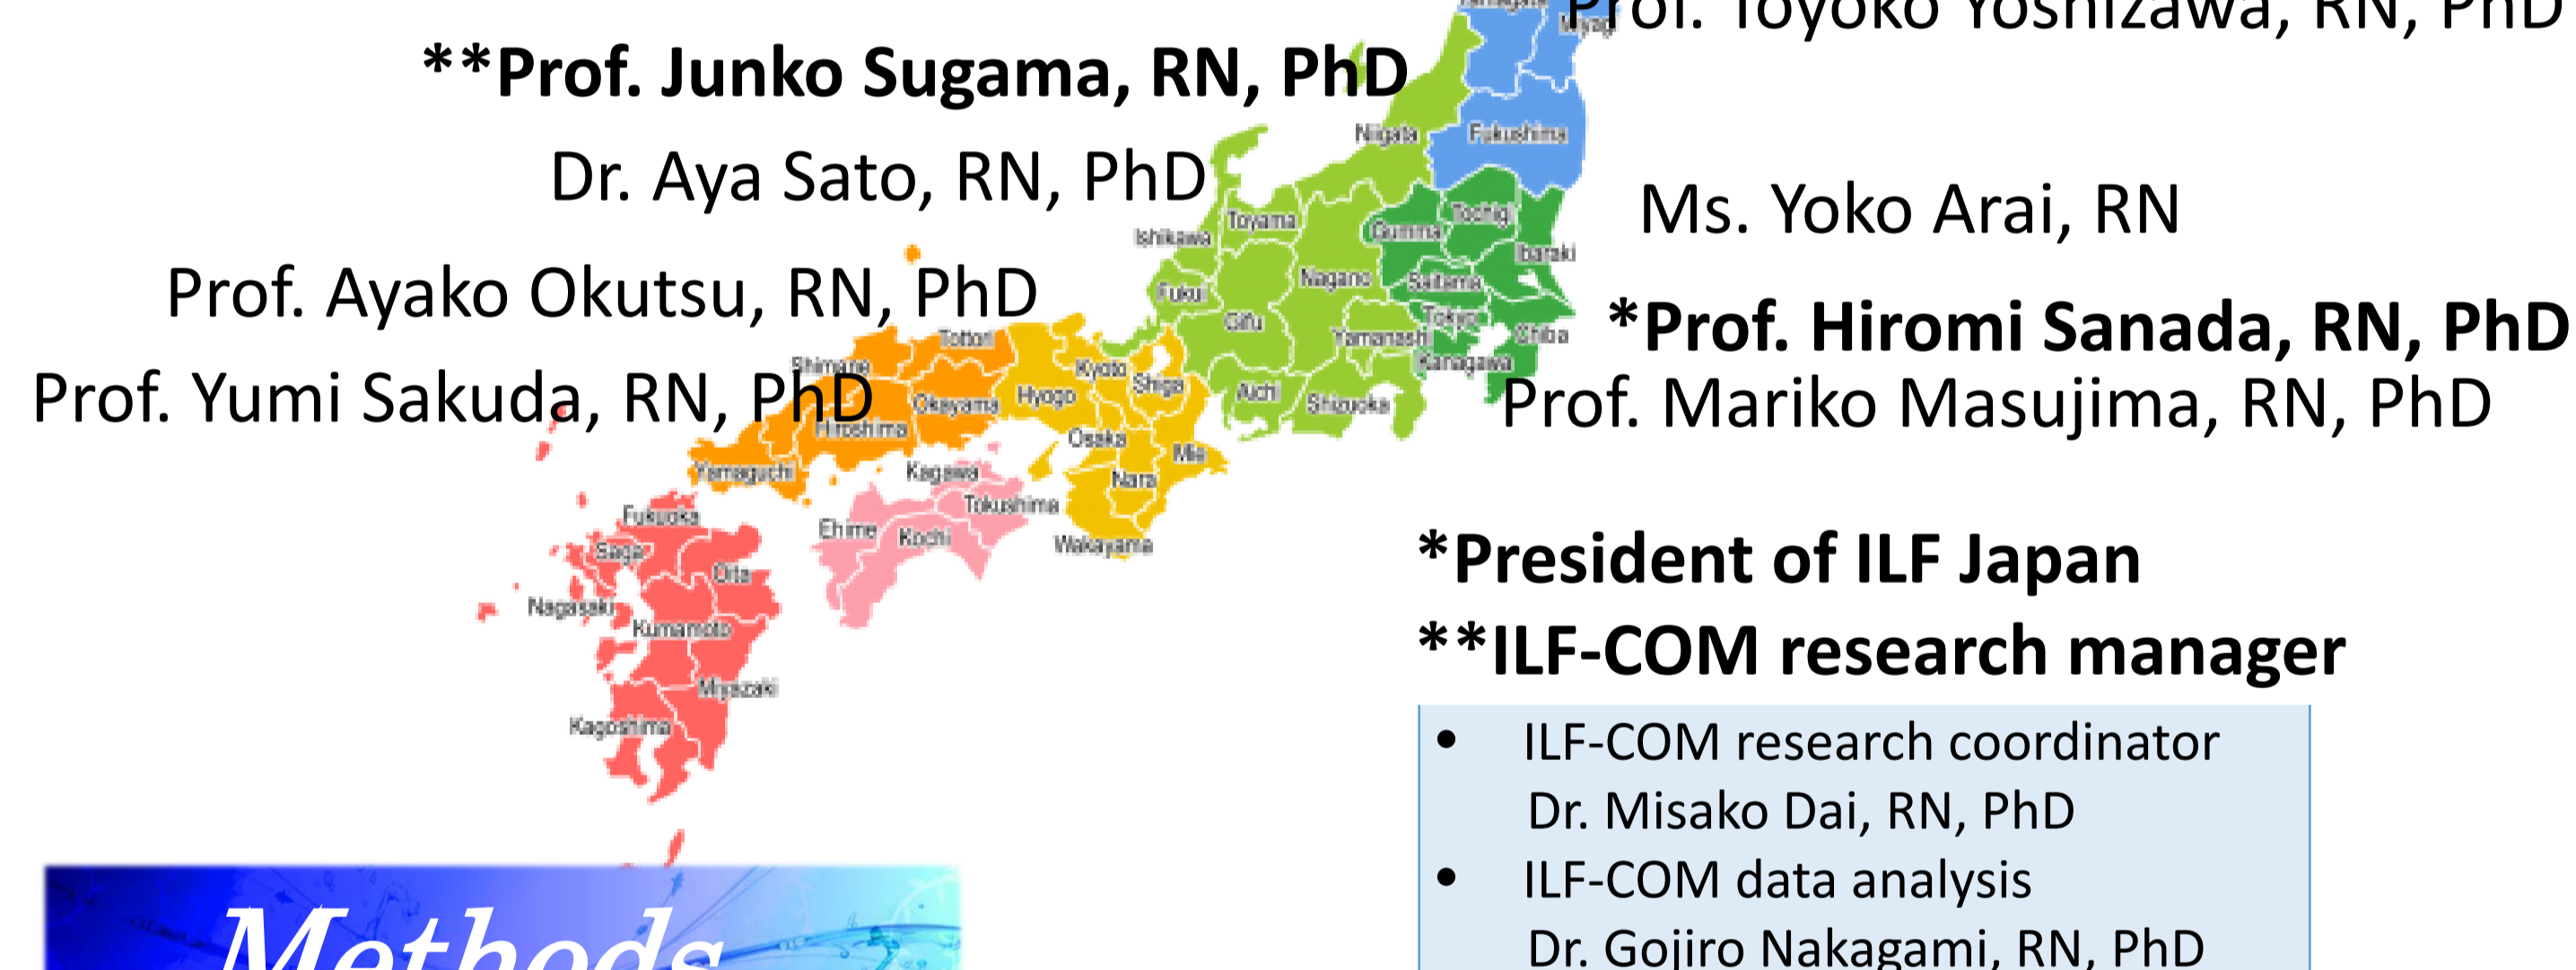 Prof. Toyoko Yoshizawa, RN, PhD
**Prof. Junko Sugama, RN, PhD
Niigata
Fukushima
Dr. Aya Sato, RN, PhD
Ms. Yoko Arai, RN
Toyama
Tochigi
Ishikawa
Gumma
Ibaraki
Prof. Ayako Okutsu, RN, PhD
Nagano
Saitama
Fukui
Gifu
Tokyo
Chiba
*Prof. Hiromi Sanada, RN, PhD
Tottori
Yamanashi
Shimane
Kyoto
Kanagawa
Prof. Yumi Sakuda, RN, PhD
Shiga
Okayama
Hyogo
Aichi
Shizuoka
Prof. Mariko Masujima, RN, PhD
Hiroshima
Osaka
Mie
Yamaguchi
Kagawa
Nara
Tokushima
Fukuoka
Ehime
Kochi
Wakayama
*President of ILF Japan
Saga
Oita
Nagasaki
Kumamoto
**ILF-COM research manager
Miyazaki
Kagoshima
• ILF-COM research coordinator
Dr. Misako Dai, RN, PhD
• ILF-COM data analysis
Dr. Gojiro Nakagami, RN, PhD
Methods